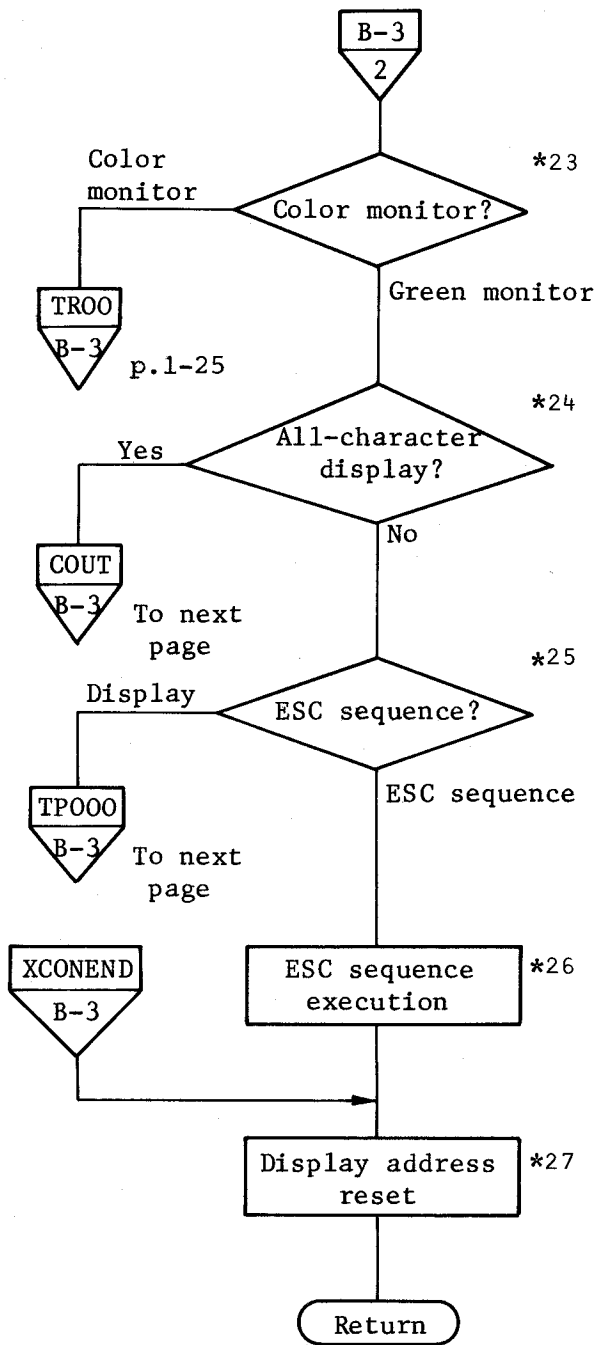 B-3
2
*23
Color
monitor
Color monitor?
Green monitor
TROO
B-3
p.1-25
*24
All-character
display?
Yes
No
COUT
B-3
To next
page
*25
Display
ESC sequence?
ESC sequence
TPOOO
B-3
To next
page
XCONEND
B-3
ESC sequence
execution
*26
Display address
reset
*27
Return